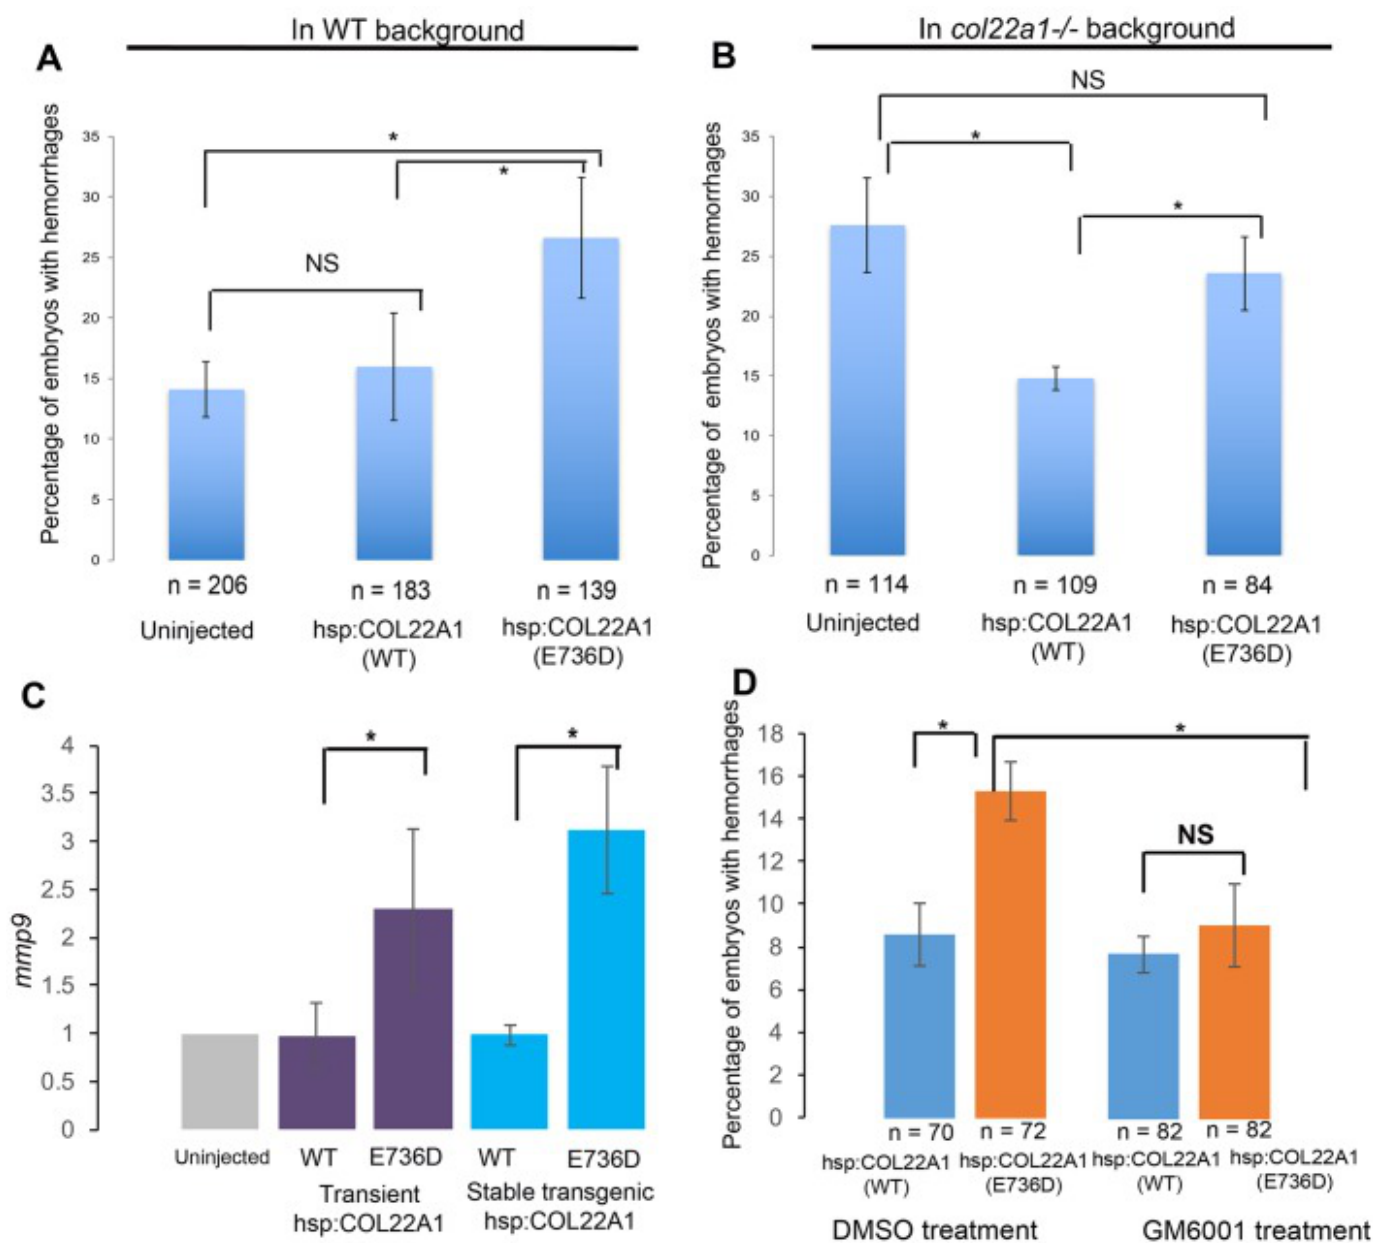 In WT background
A
Percentage of embryos with hemorrhages
35
30
25
20
15
10
5
0
*
*
NS
n = 206
n = 183
n = 139
Uninjected
hsp:COL22A1
(WT)
hsp:COL22A1
(E736D)
In col22a1-/- background
B
Percentage of embryos with hemorrhages
35
30
25
20
15
10
5
0
NS
*
*
n = 114
n = 109
n = 84
Uninjected
hsp:COL22A1
(WT)
hsp:COL22A1
(E736D)
C
mmp9
4
3.5
3
2.5
2
1.5
1
0.5
0
*
*
Uninjected
WT
E736D
WT
E736D
Transient
hsp:COL22A1
Stable transgenic
hsp:COL22A1
D
Percentage of embryos with hemorrhages
18
16
14
12
10
8
6
4
2
0
*
*
NS
n = 70
n = 72
n = 82
n = 82
hsp:COL22A1
(WT)
hsp:COL22A1
(E736D)
hsp:COL22A1
(WT)
hsp:COL22A1
(E736D)
DMSO treatment
GM6001 treatment